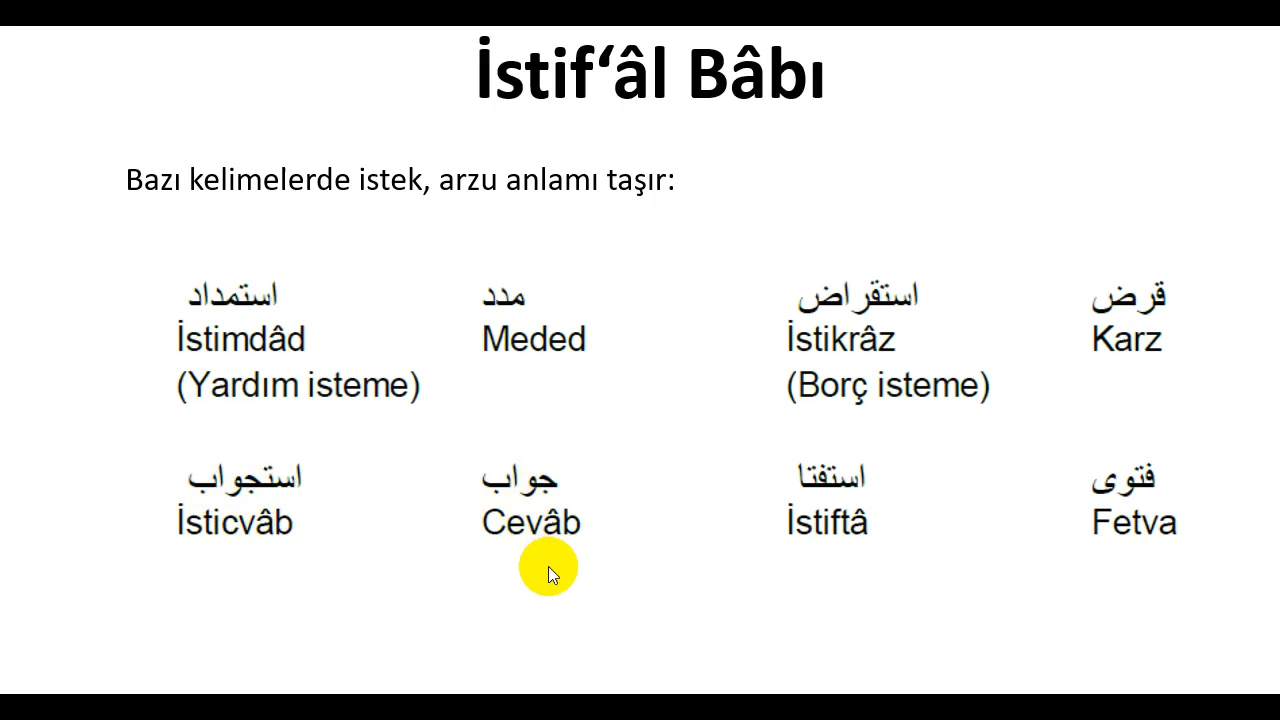 İstif‘âl Bâbı
Bazı kelimelerde istek, arzu anlamı taşır:
استمداد مدد استقراض قرض
İstimdâd Meded İstikrâz Karz
(Yardım isteme) (Borç isteme)
استجواب جواب استفتا فتوى
İsticvâb Cevâb İstiftâ Fetva